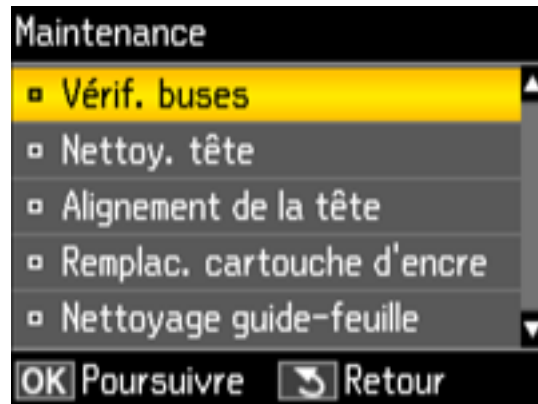 Maintenance
Vérif. buses
Nettoy. tête
Alignement de la tête
Remplac. cartouche d'encre
Nettoyage guide-feuille
OK Poursuivre Retour